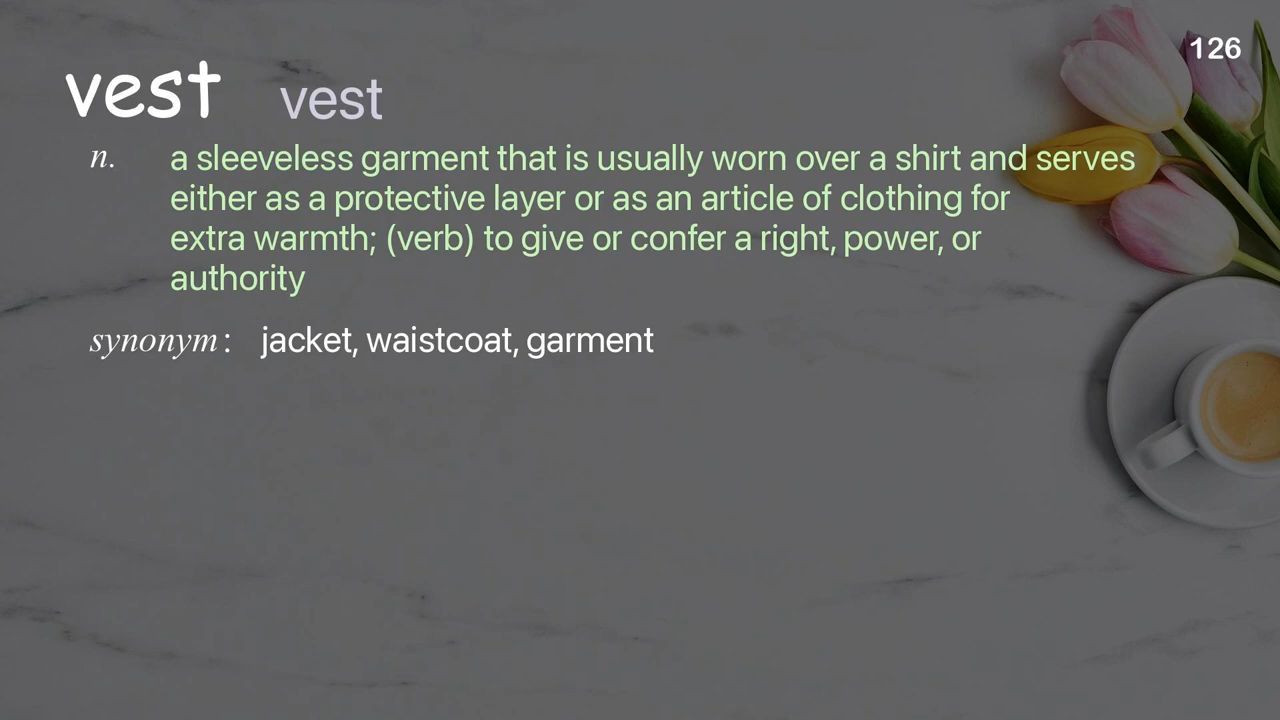 126
vest vest
n. a sleeveless garment that is usually worn over a shirt and serves
either as a protective layer or as an article of clothing for
extra warmth; (verb) to give or confer a right, power, or
authority
synonym: jacket, waistcoat, garment